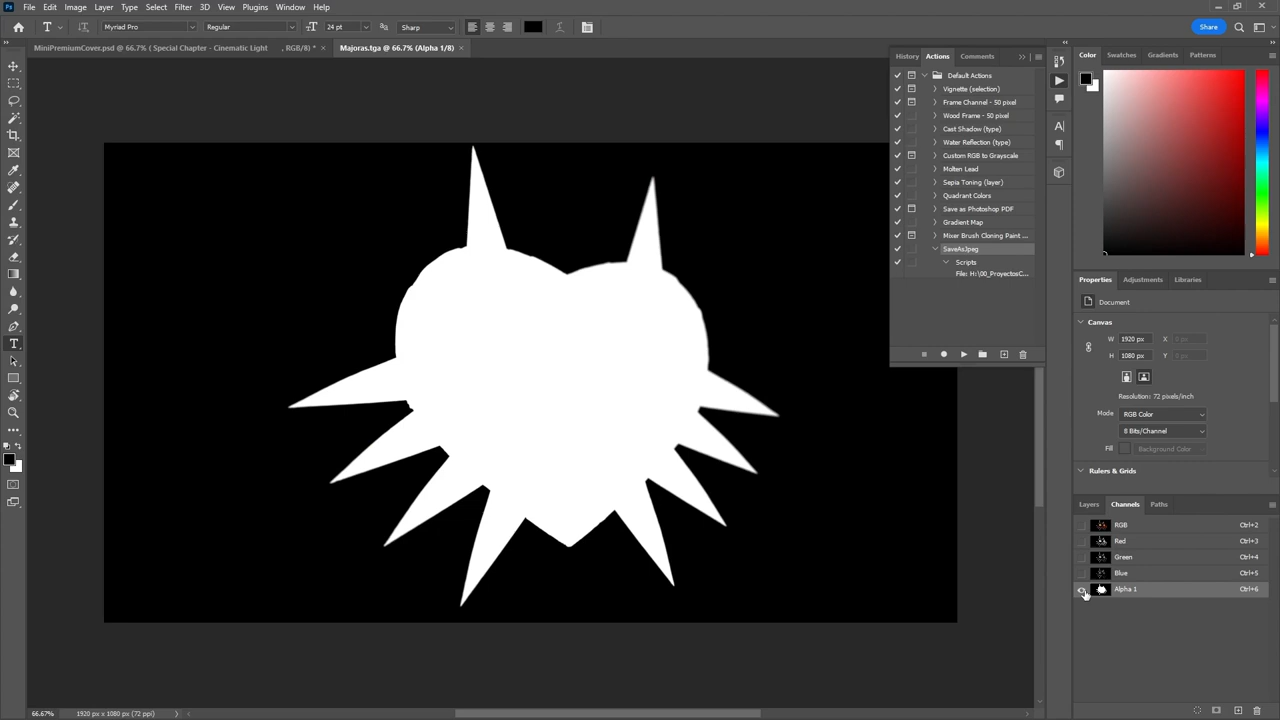 File Edit Image Layer Type Select Filter 3D View Plugins Window Help
Myriad Pro Regular 24 pt Sharp Share
MiniPremiumCover.psd @ 66.7% ( Special Chapter - Cinematic Light , RGB/8) * × Majoras.tga @ 66.7% (Alpha 1/8) ×
History Actions Comments
Default Actions
Vignette (selection)
Frame Channel - 50 pixel
Wood Frame - 50 pixel
Cast Shadow (type)
Water Reflection (type)
Custom RGB to Grayscale
Molten Lead
Sepia Toning (layer)
Quadrant Colors
Save as Photoshop PDF
Gradient Map
Mixer Brush Cloning Paint ...
SaveAsJpeg
Scripts
File: H:\00_ProyectosC...
Color Swatches Gradients Patterns
Properties Adjustments Libraries
Document
Canvas
W 1920 px X 0 px
H 1080 px Y 0 px
Resolution: 72 pixels/inch
Mode RGB Color
8 Bits/Channel
Fill Background Color
Rulers & Grids
Layers Channels Paths
RGB Ctrl+2
Red Ctrl+3
Green Ctrl+4
Blue Ctrl+5
Alpha 1 Ctrl+6
66.67% 1920 px x 1080 px (72 ppi)